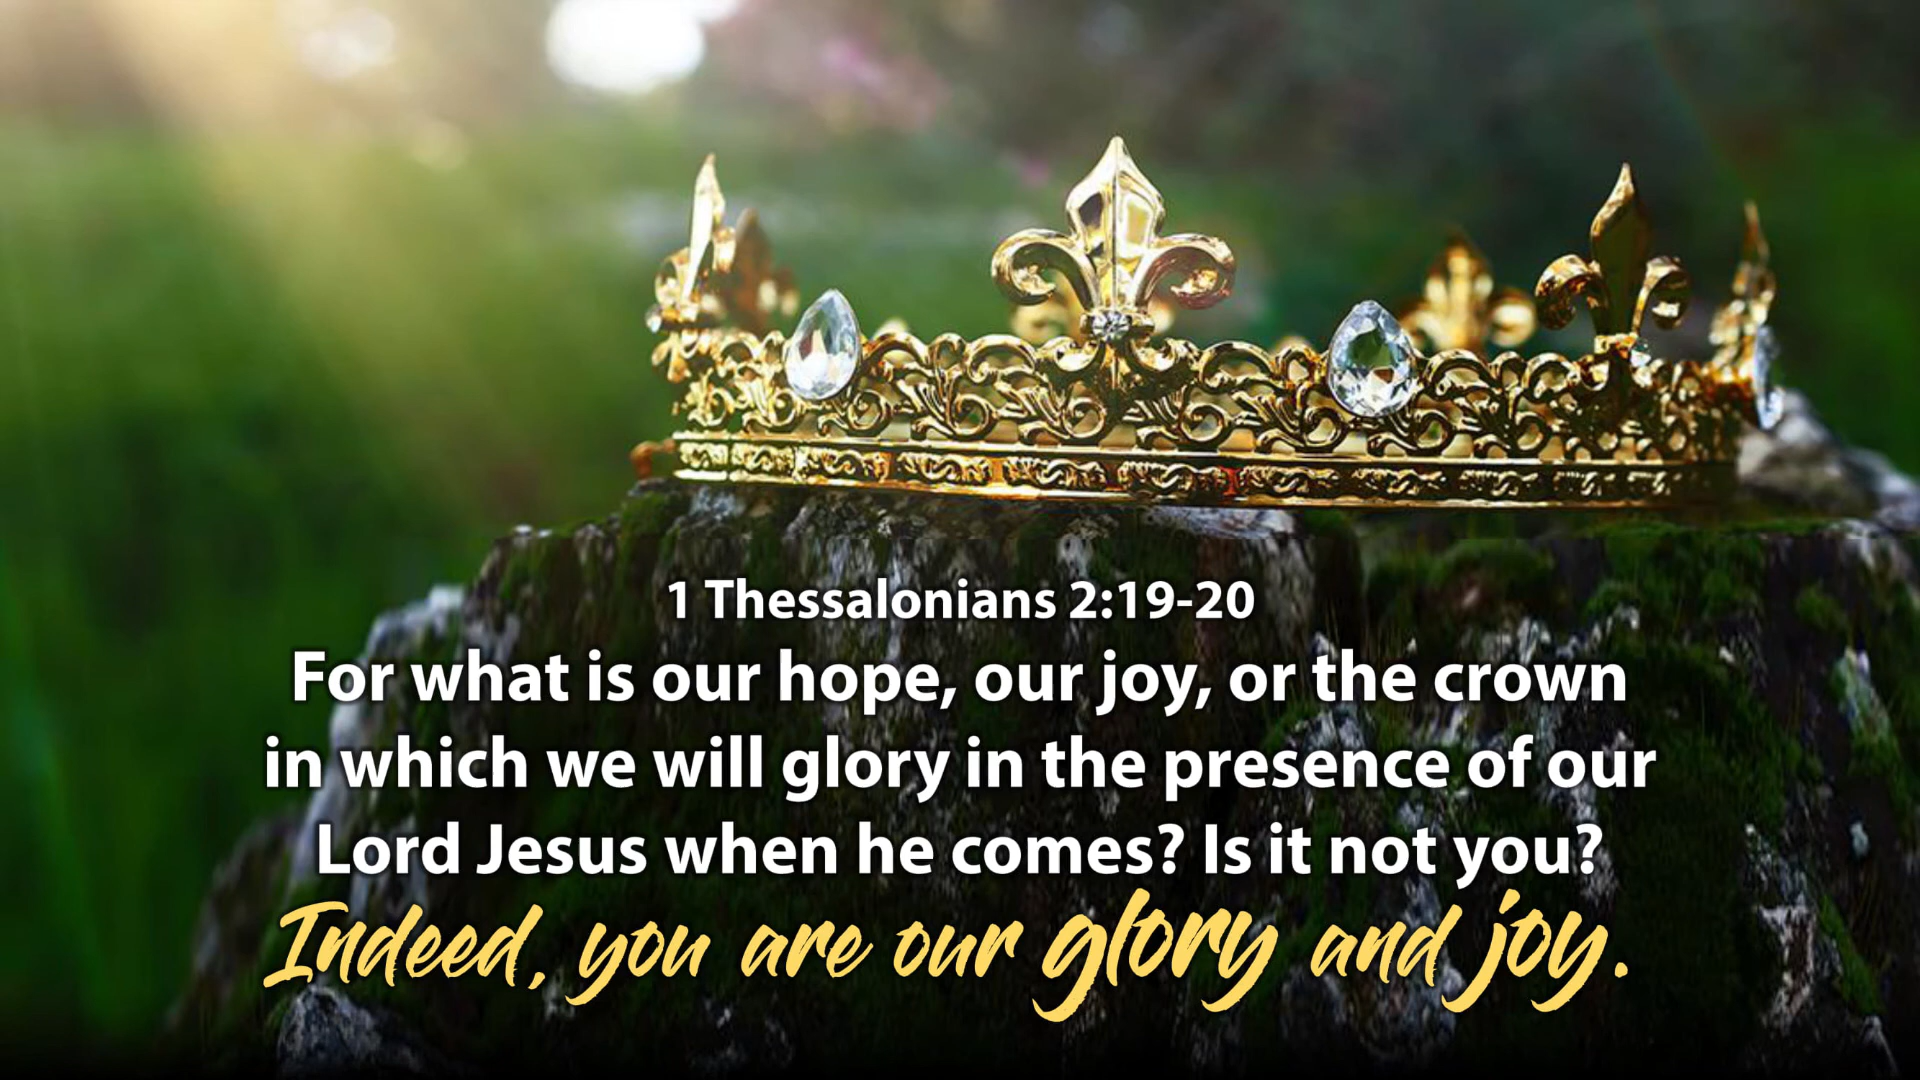 1 Thessalonians 2:19-20
For what is our hope, our joy, or the crown
in which we will glory in the presence of our
Lord Jesus when he comes? Is it not you?
Indeed, you are our glory and joy.